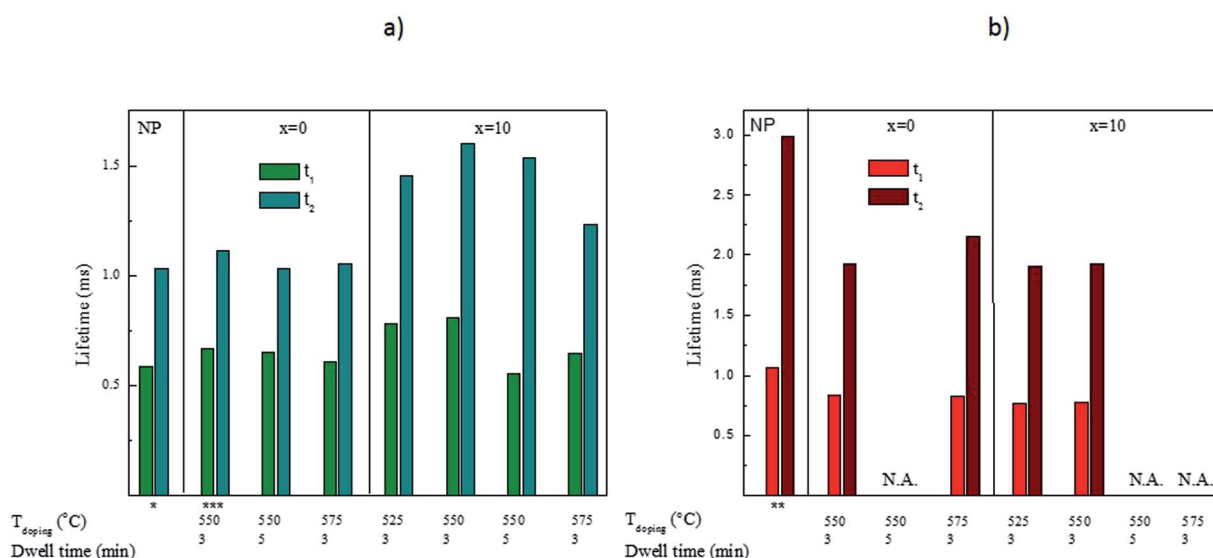 a) b)
NP x=0 x=10
NP x=0 x=10
t1
t2
t1
t2
Lifetime (ms)
1.5
1.0
0.5
Lifetime (ms)
3.0
2.5
2.0
1.5
1.0
0.5
N.A. N.A. N.A.
* ***
**
Tdoping (°C) 550 550 575 525 550 550 575
Dwell time (min) 3 5 3 3 3 5 3
Tdoping (°C) 550 550 575 525 550 550 575
Dwell time (min) 3 5 3 3 3 5 3